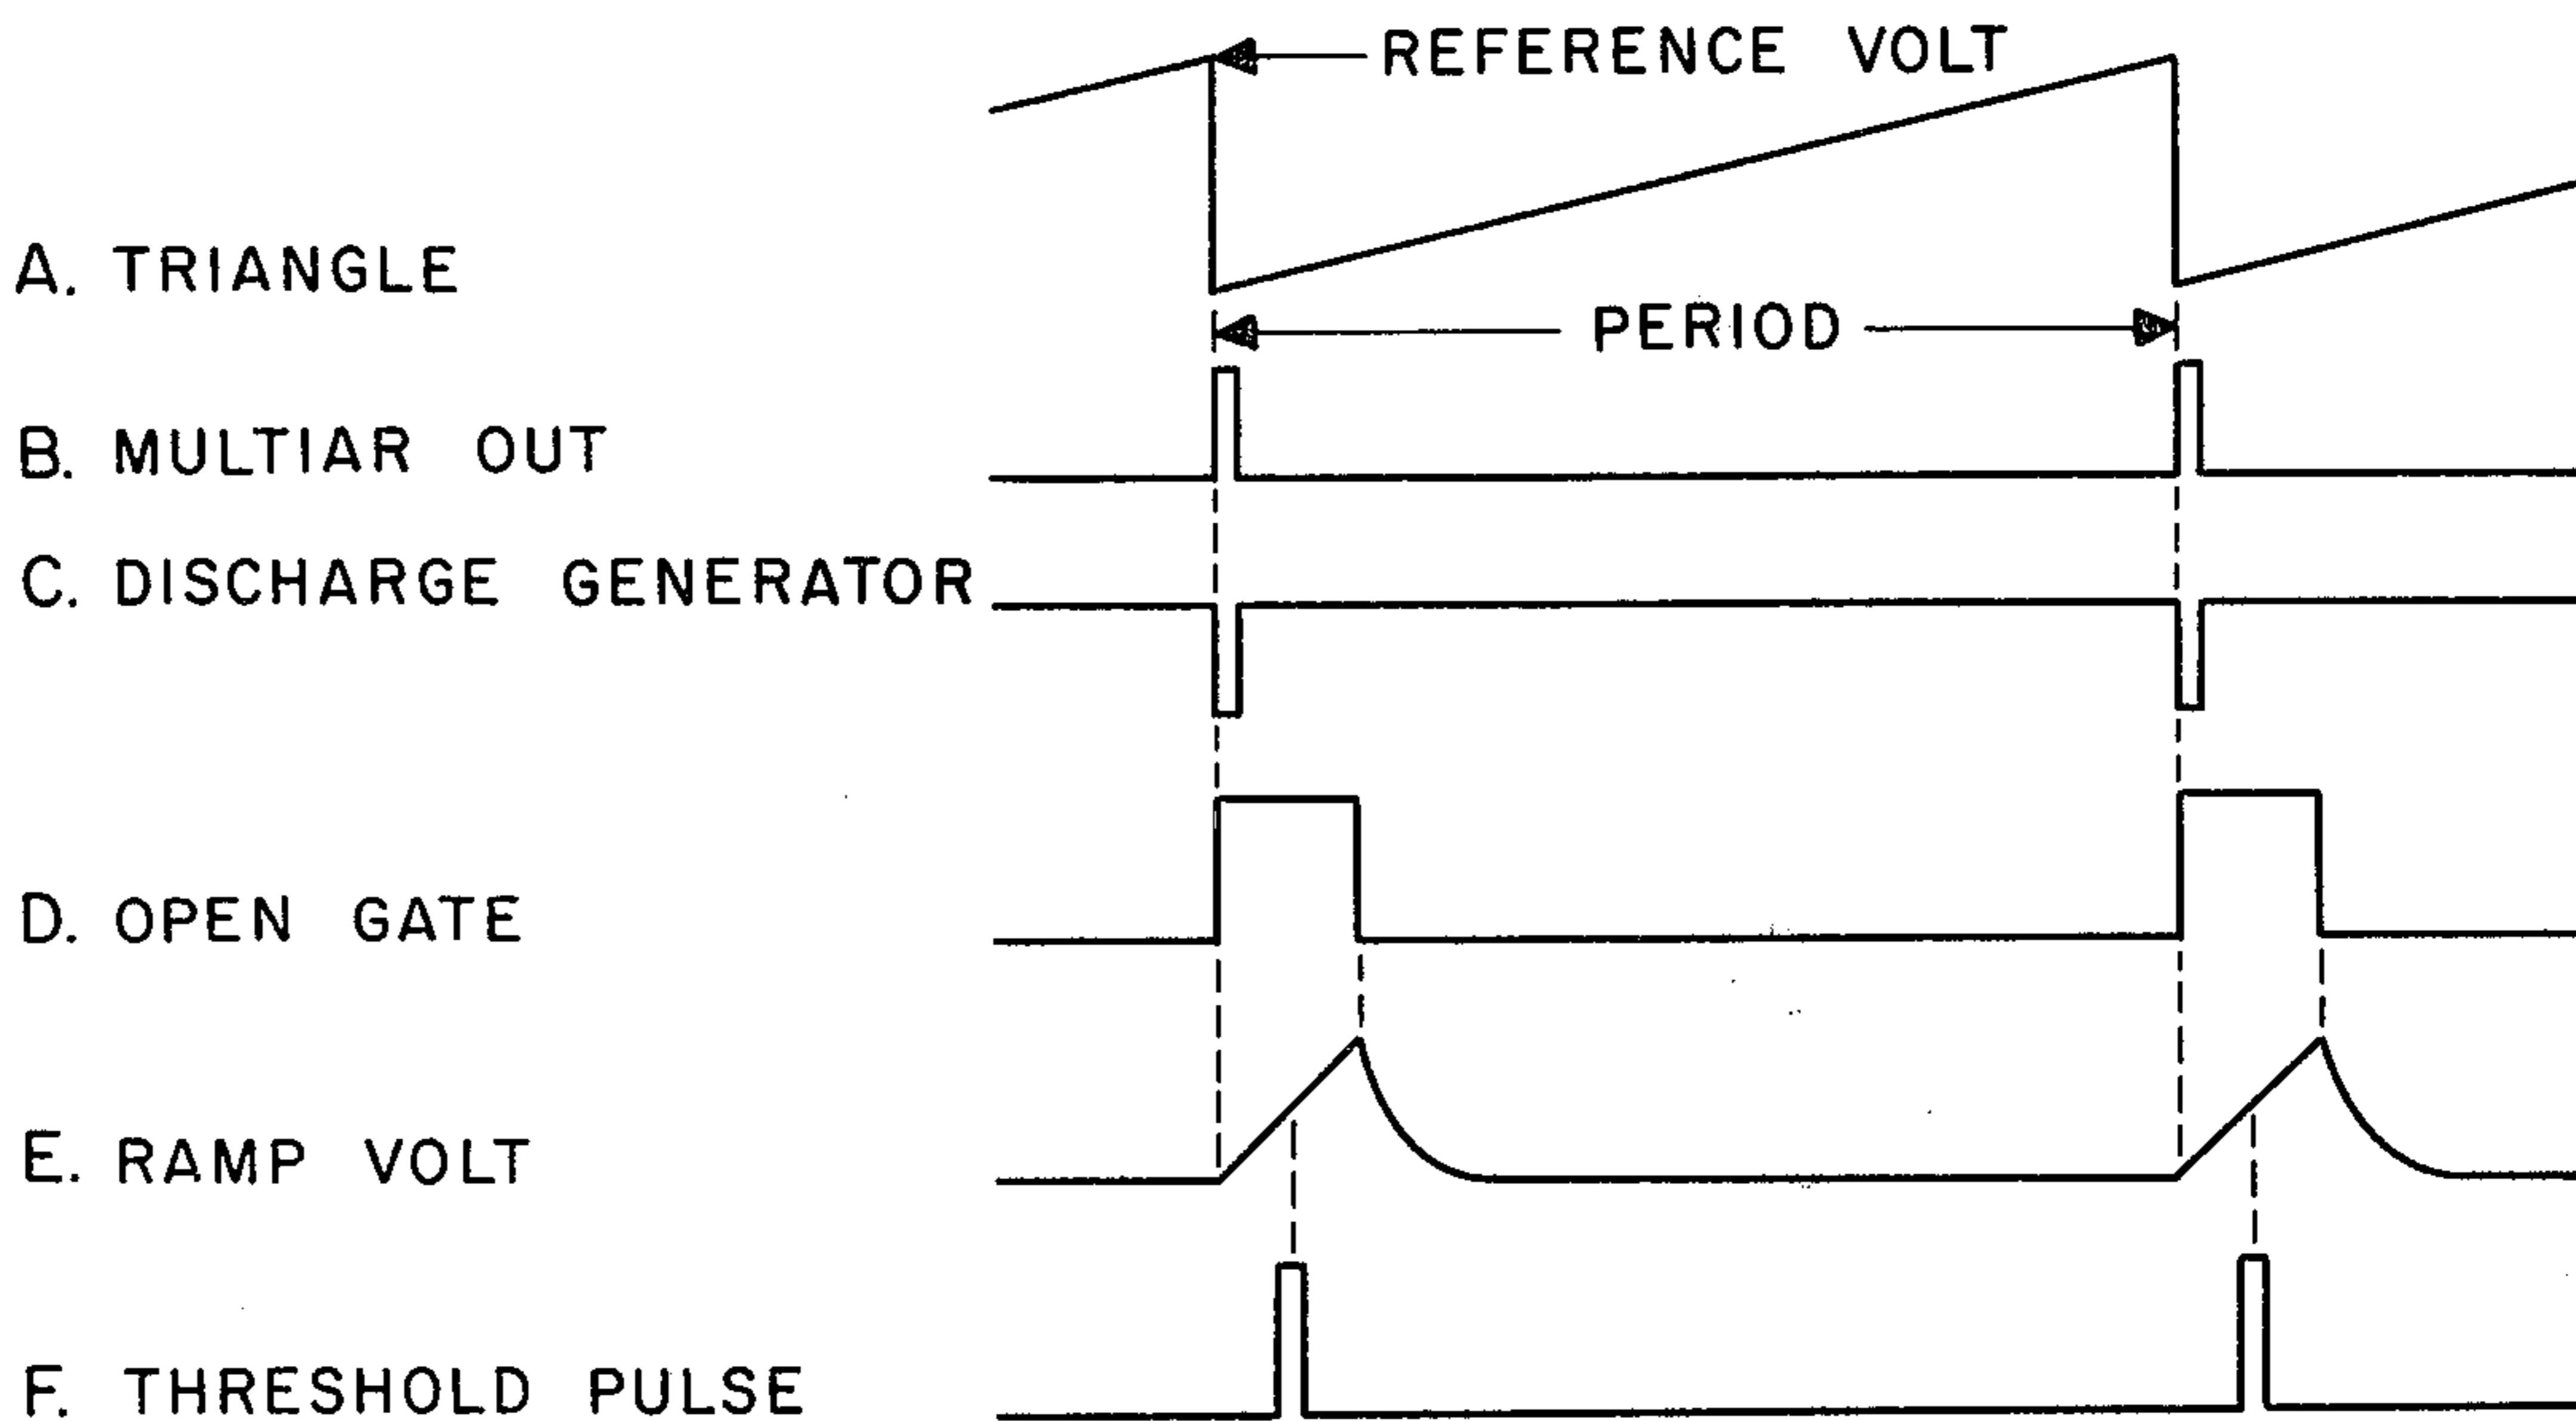 REFERENCE VOLT
A. TRIANGLE
PERIOD
B. MULTIAR OUT
C. DISCHARGE GENERATOR
D. OPEN GATE
E. RAMP VOLT
F. THRESHOLD PULSE